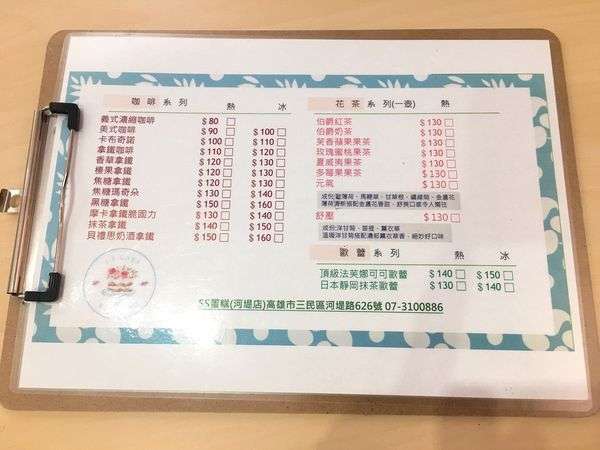 咖啡系列 熱 冰
義式濃縮咖啡 $80
美式咖啡 $90 $100
卡布奇諾 $100 $110
拿鐵咖啡 $110 $120
香草拿鐵 $120 $130
榛果拿鐵 $120 $130
焦糖拿鐵 $120 $130
焦糖瑪奇朵 $130 $140
黑糖拿鐵 $120 $130
摩卡拿鐵脆固力 $140 $150
抹茶拿鐵 $140 $150
貝禮思奶酒拿鐵 $150 $160
花茶系列(一壺) 熱
伯爵紅茶 $130
伯爵奶茶 $130
芙香蘋果果茶 $130
玫瑰蜜桃果茶 $130
夏威夷果茶 $130
多莓果果茶 $130
元氣 $130
舒壓 $130
歐蕾系列 熱 冰
頂級法芙娜可可歐蕾 $140 $150
日本靜岡抹茶歐蕾 $130 $140
SS蛋糕(河堤店)高雄市三民區河堤路626號 07-3100886